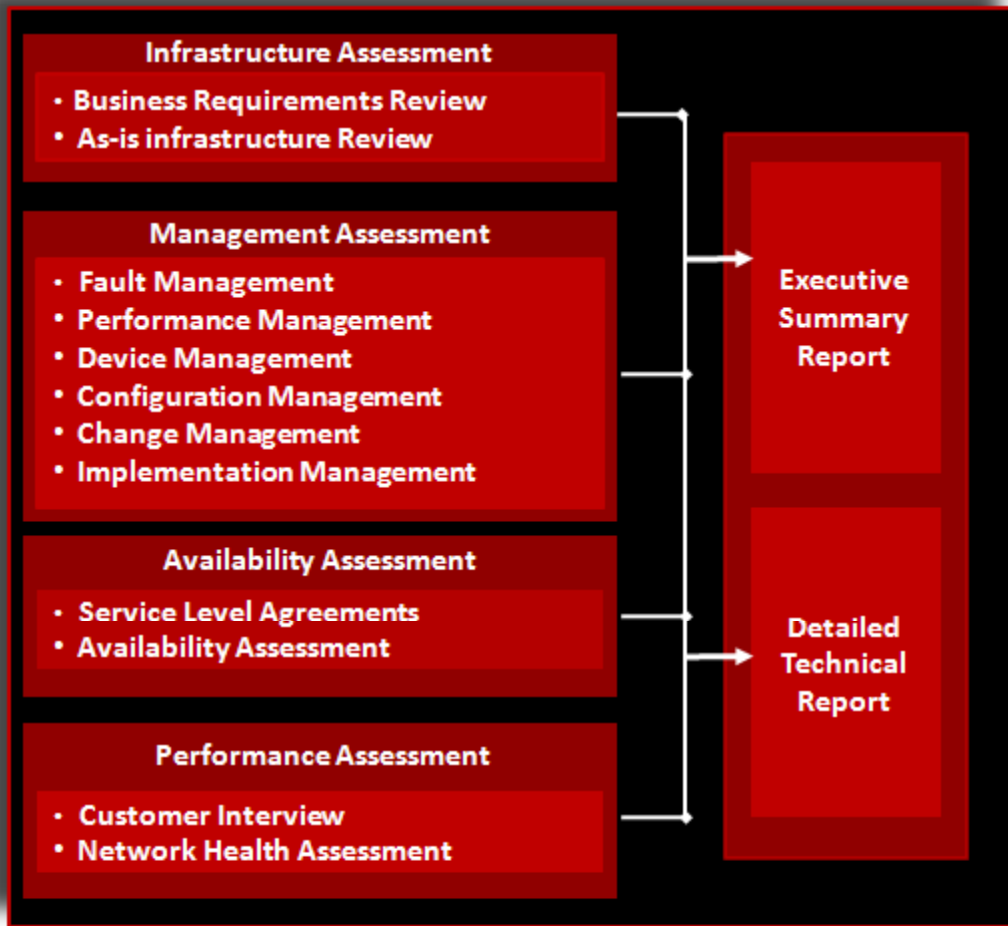 Infrastructure Assessment
• Business Requirements Review
• As-is infrastructure Review
Management Assessment
• Fault Management
• Performance Management
• Device Management
• Configuration Management
• Change Management
• Implementation Management
Availability Assessment
• Service Level Agreements
• Availability Assessment
Performance Assessment
• Customer Interview
• Network Health Assessment
Executive
Summary
Report
Detailed
Technical
Report